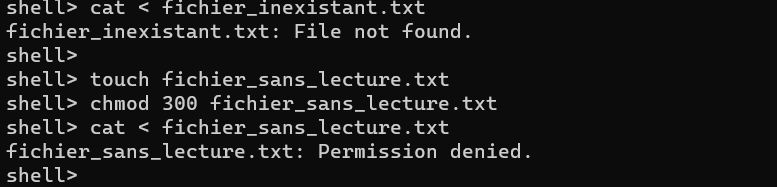 shell> cat < fichier_inexistant.txt
fichier_inexistant.txt: File not found.
shell>
shell> touch fichier_sans_lecture.txt
shell> chmod 300 fichier_sans_lecture.txt
shell> cat < fichier_sans_lecture.txt
fichier_sans_lecture.txt: Permission denied.
shell>